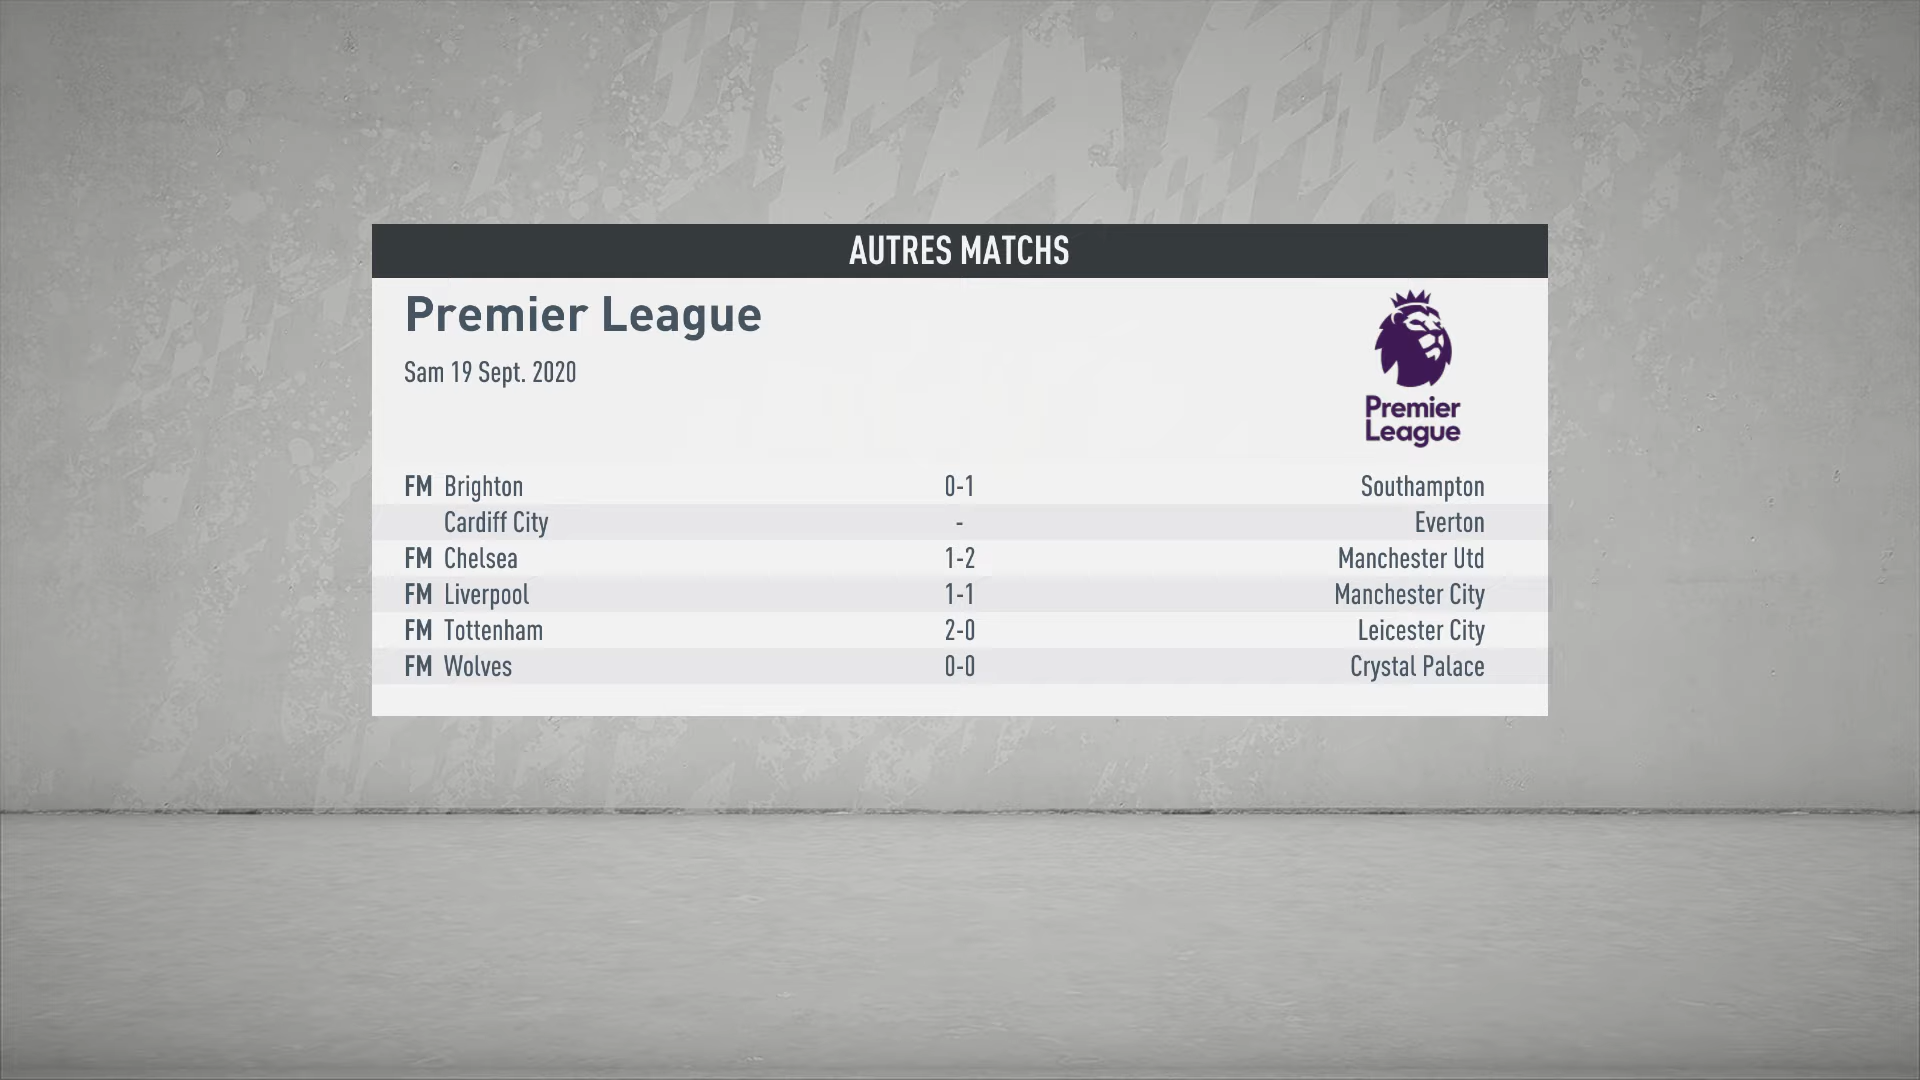 AUTRES MATCHS
Premier League
Sam 19 Sept. 2020
Premier
League
FM Brighton 0-1 Southampton
Cardiff City - Everton
FM Chelsea 1-2 Manchester Utd
FM Liverpool 1-1 Manchester City
FM Tottenham 2-0 Leicester City
FM Wolves 0-0 Crystal Palace